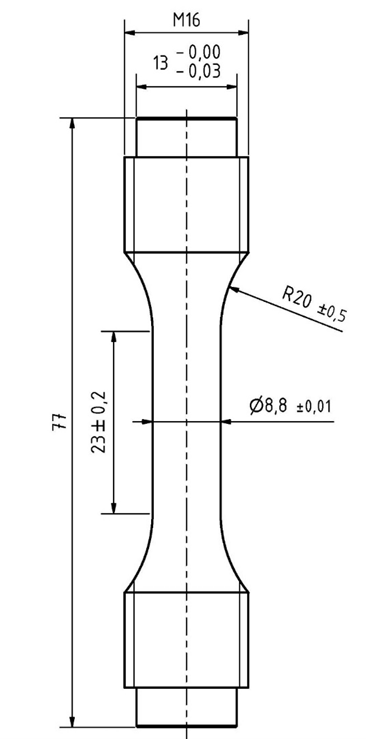 M16
13 - 0,00
- 0,03
R20 ±0,5
23± 0,2
77
Ø8,8 ±0,01